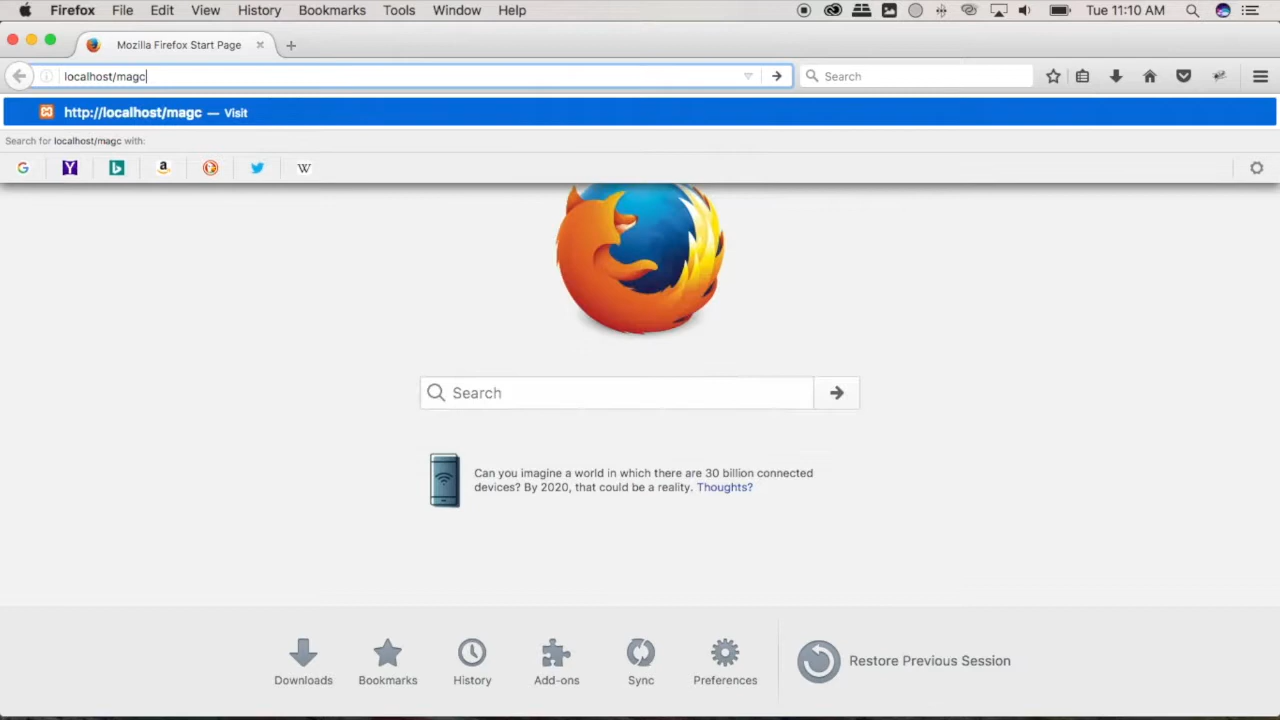 Firefox File Edit View History Bookmarks Tools Window Help Tue 11:10 AM
Mozilla Firefox Start Page
localhost/magc Search
http://localhost/magc — Visit
Search for localhost/magc with:
Search
Can you imagine a world in which there are 30 billion connected
devices? By 2020, that could be a reality. Thoughts?
Downloads Bookmarks History Add-ons Sync Preferences Restore Previous Session